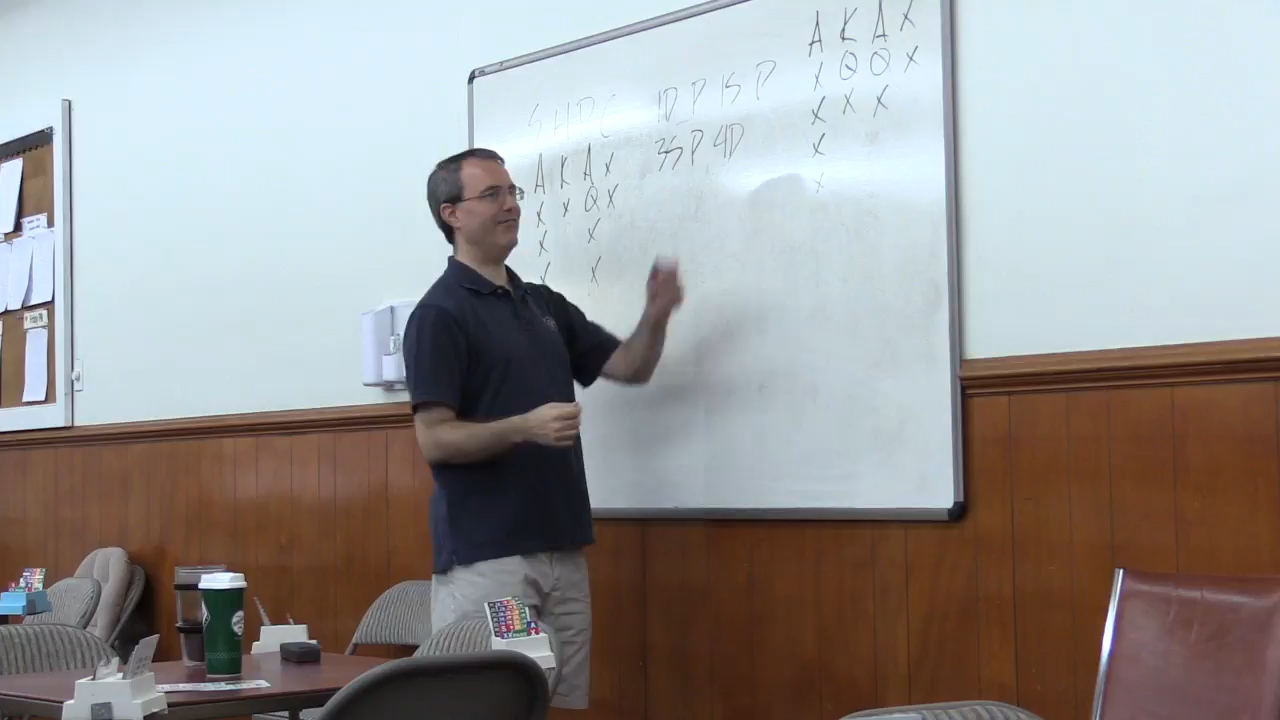 S H D C
A K A X
X X Q X
X X
X X
1D P 1S P
3S P 4D
A K A X
X Q Q X
X X X
X
X